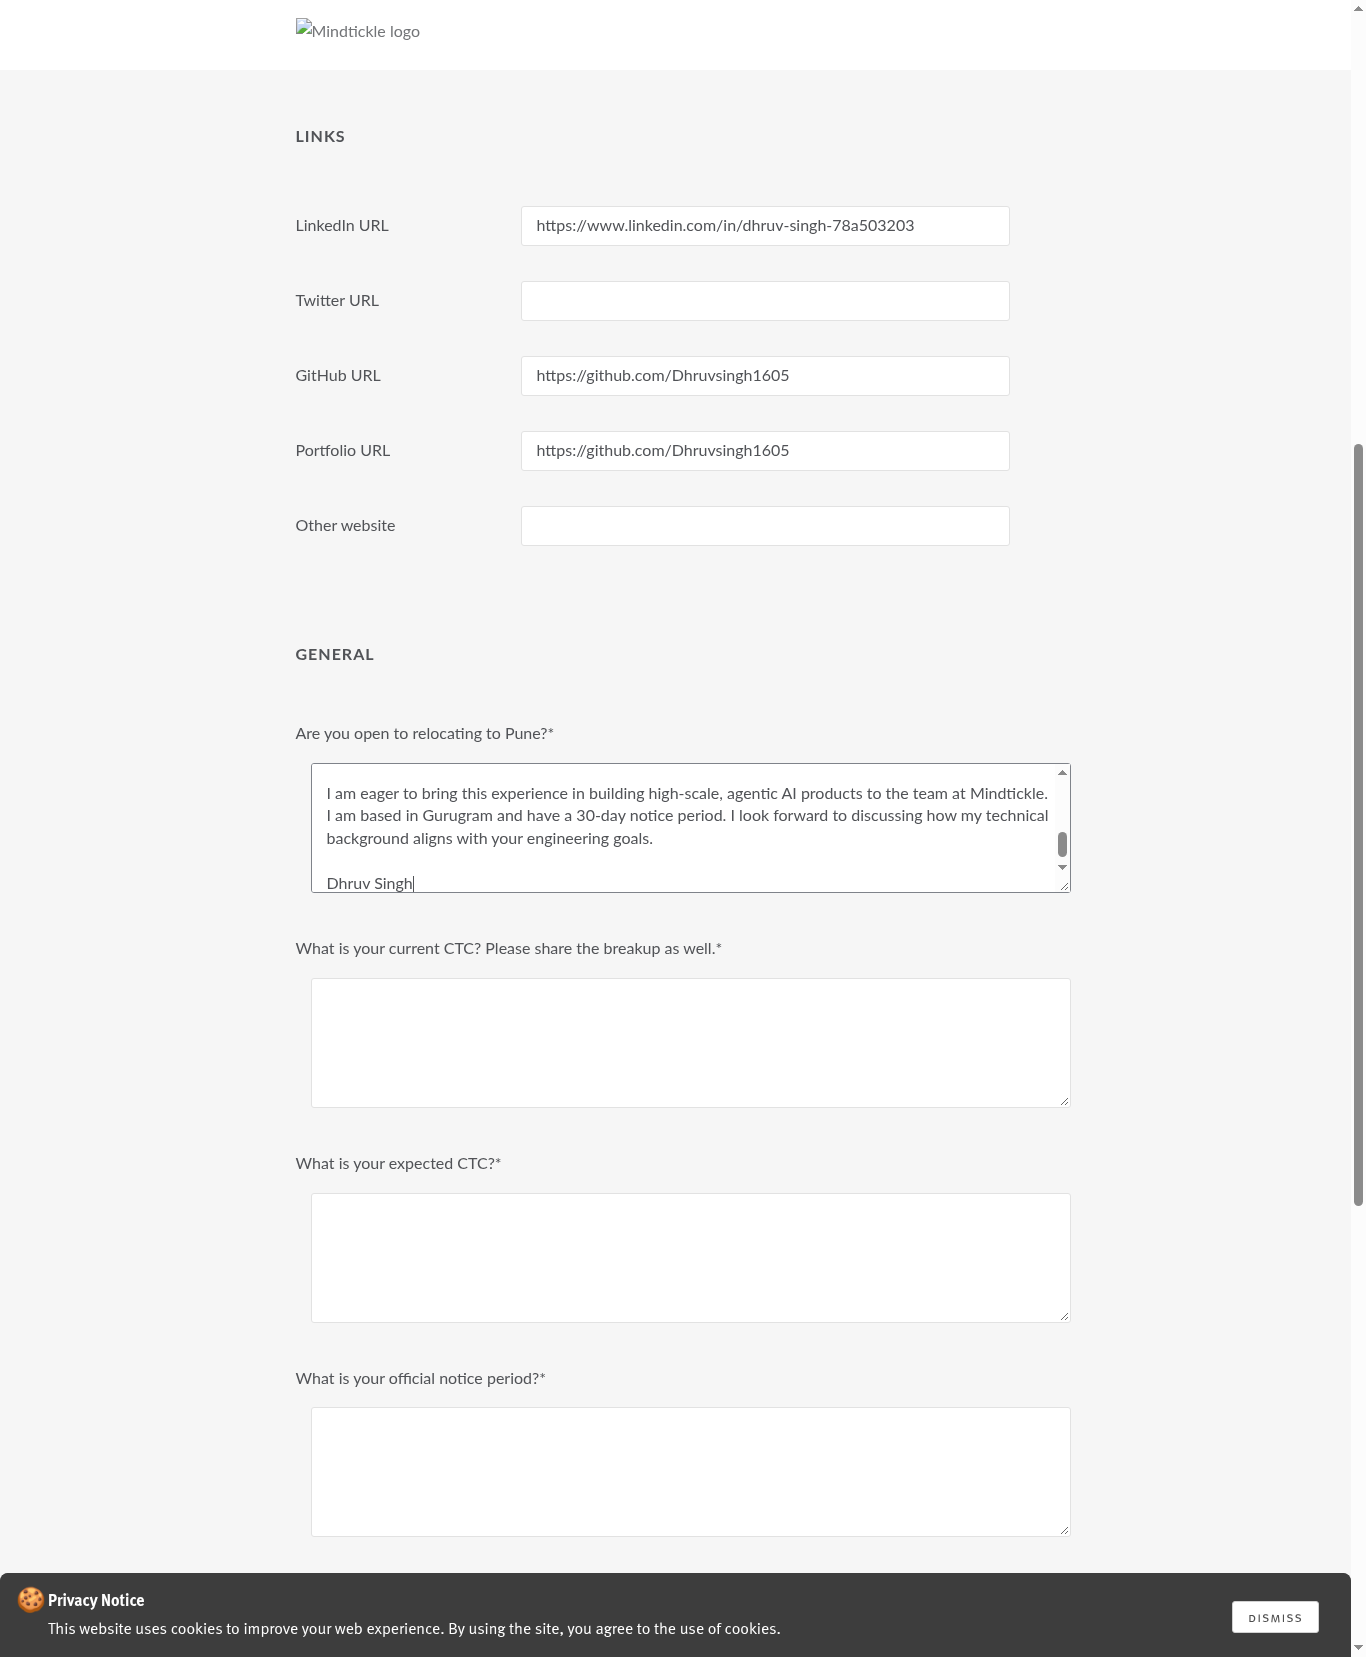 Mindtickle logo
LINKS
LinkedIn URL
https://www.linkedin.com/in/dhruv-singh-78a503203
Twitter URL
GitHub URL
https://github.com/Dhruvsingh1605
Portfolio URL
https://github.com/Dhruvsingh1605
Other website
GENERAL
Are you open to relocating to Pune?*
I am eager to bring this experience in building high-scale, agentic AI products to the team at Mindtickle.
I am based in Gurugram and have a 30-day notice period. I look forward to discussing how my technical
background aligns with your engineering goals.
Dhruv Singh
What is your current CTC? Please share the breakup as well.*
What is your expected CTC?*
What is your official notice period?*
Privacy Notice
This website uses cookies to improve your web experience. By using the site, you agree to the use of cookies.
DISMISS